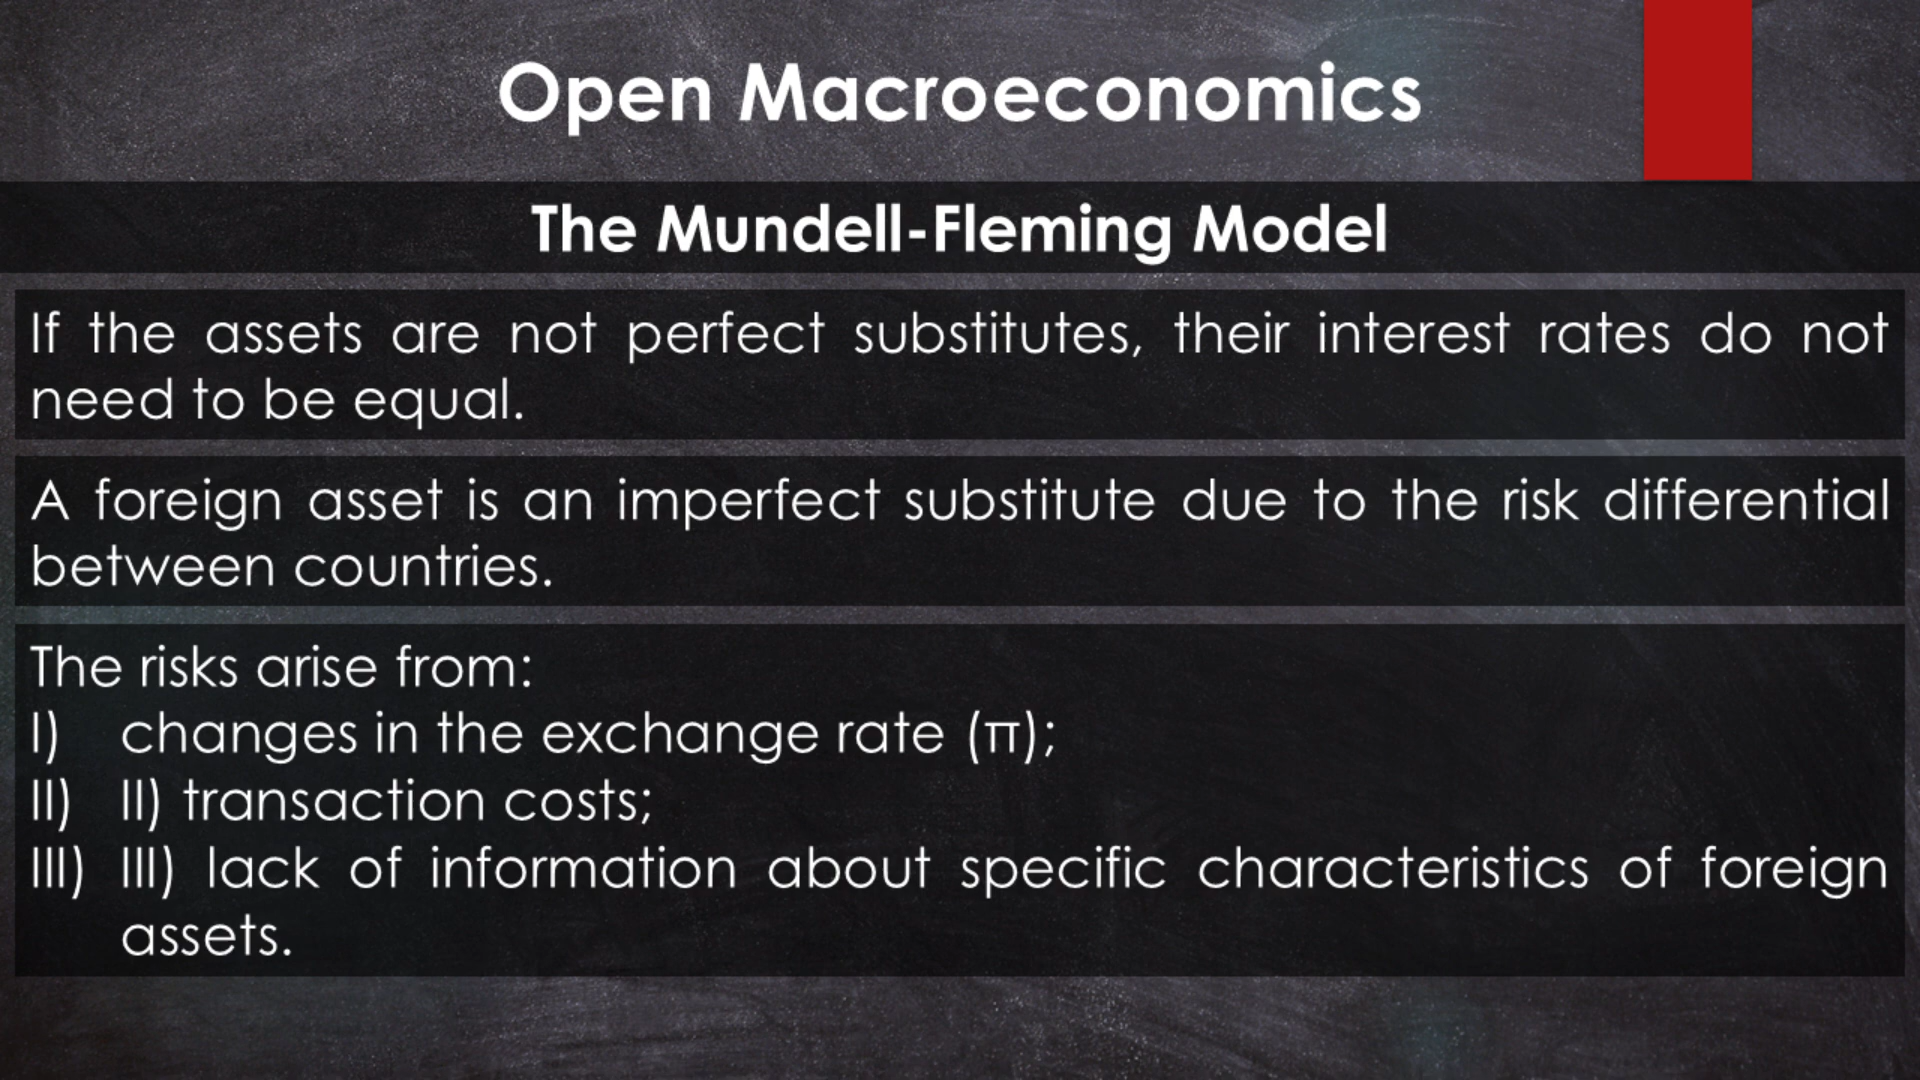 Open Macroeconomics
The Mundell-Fleming Model
If the assets are not perfect substitutes, their interest rates do not
need to be equal.
A foreign asset is an imperfect substitute due to the risk differential
between countries.
The risks arise from:
I) changes in the exchange rate (π);
II) II) transaction costs;
III) III) lack of information about specific characteristics of foreign
assets.